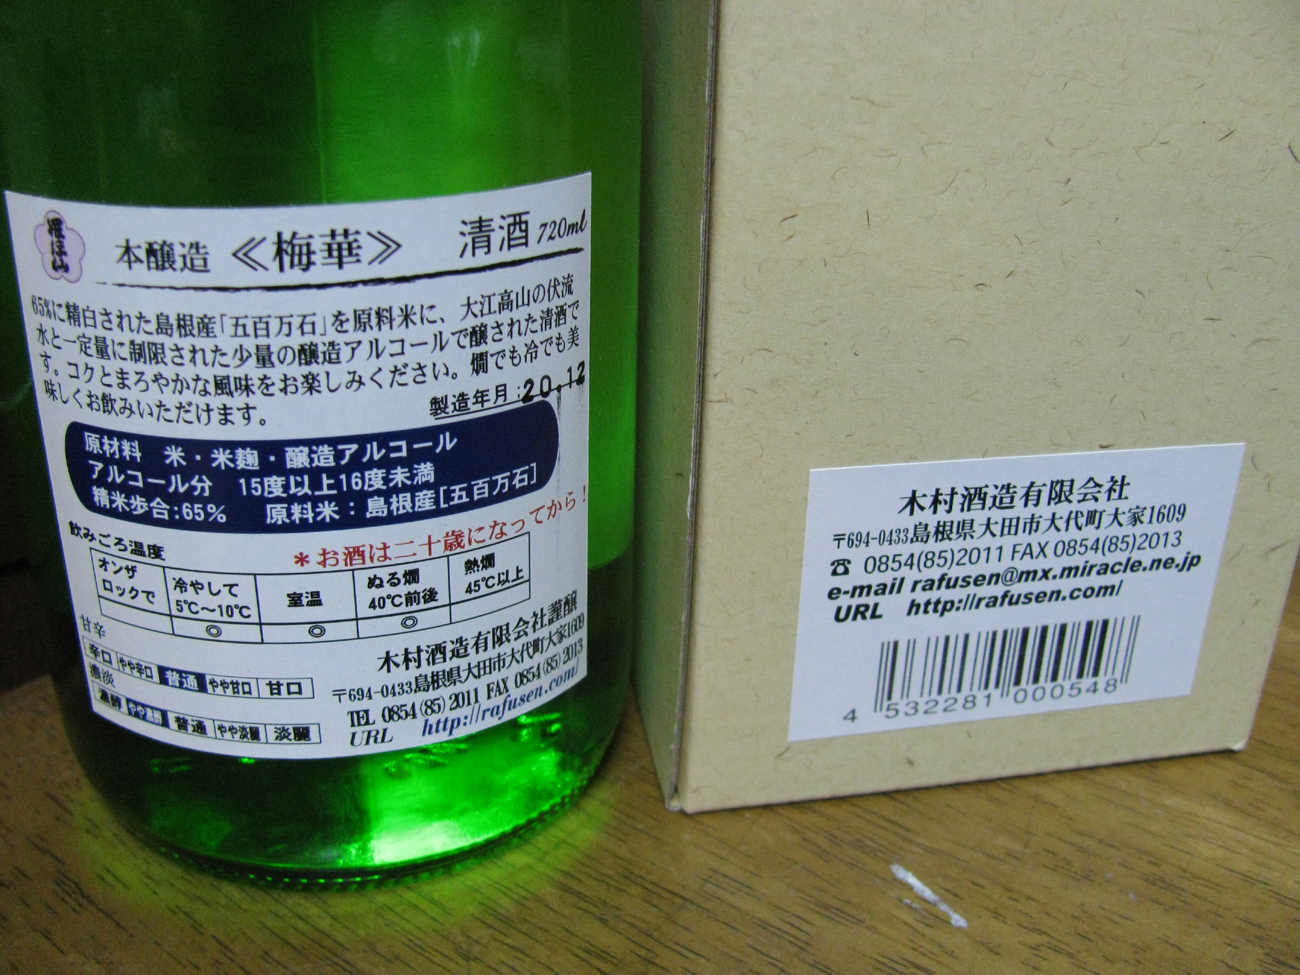 本醸造 ≪梅華≫ 清酒 720ml
65%に精白された島根産「五百万石」を原料米に、大江高山の伏流
水と一定量に制限された少量の醸造アルコールで醸された清酒で
す。コクとまろやかな風味をお楽しみください。燗でも冷でも美
味しくお飲みいただけます。
製造年月:20.12
原材料 米・米麹・醸造アルコール
アルコール分 15度以上16度未満
精米歩合:65% 原料米:島根産[五百万石]
*お酒は二十歳になってから!
飲みごろ温度
オンザロックで 冷やして5℃〜10℃ 室温 ぬる燗40℃前後 熱燗45℃以上
◎ ◎ ◎
甘辛
辛口 やや辛口 普通 やや甘口 甘口
濃淡
濃醇 やや濃醇 普通 やや淡麗 淡麗
木村酒造有限会社謹醸
〒694-0433島根県大田市大代町大家1609
TEL 0854(85)2011 FAX 0854(85)2013
URL http://rafusen.com/
木村酒造有限会社
〒694-0433島根県大田市大代町大家1609
☎ 0854(85)2011 FAX 0854(85)2013
e-mail rafusen@mx.miracle.ne.jp
URL http://rafusen.com/
4 532281 000548